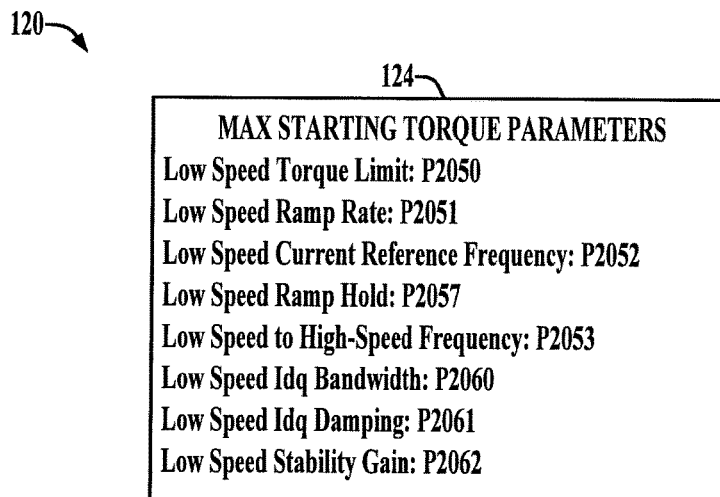 120
124
MAX STARTING TORQUE PARAMETERS
Low Speed Torque Limit: P2050
Low Speed Ramp Rate: P2051
Low Speed Current Reference Frequency: P2052
Low Speed Ramp Hold: P2057
Low Speed to High-Speed Frequency: P2053
Low Speed Idq Bandwidth: P2060
Low Speed Idq Damping: P2061
Low Speed Stability Gain: P2062